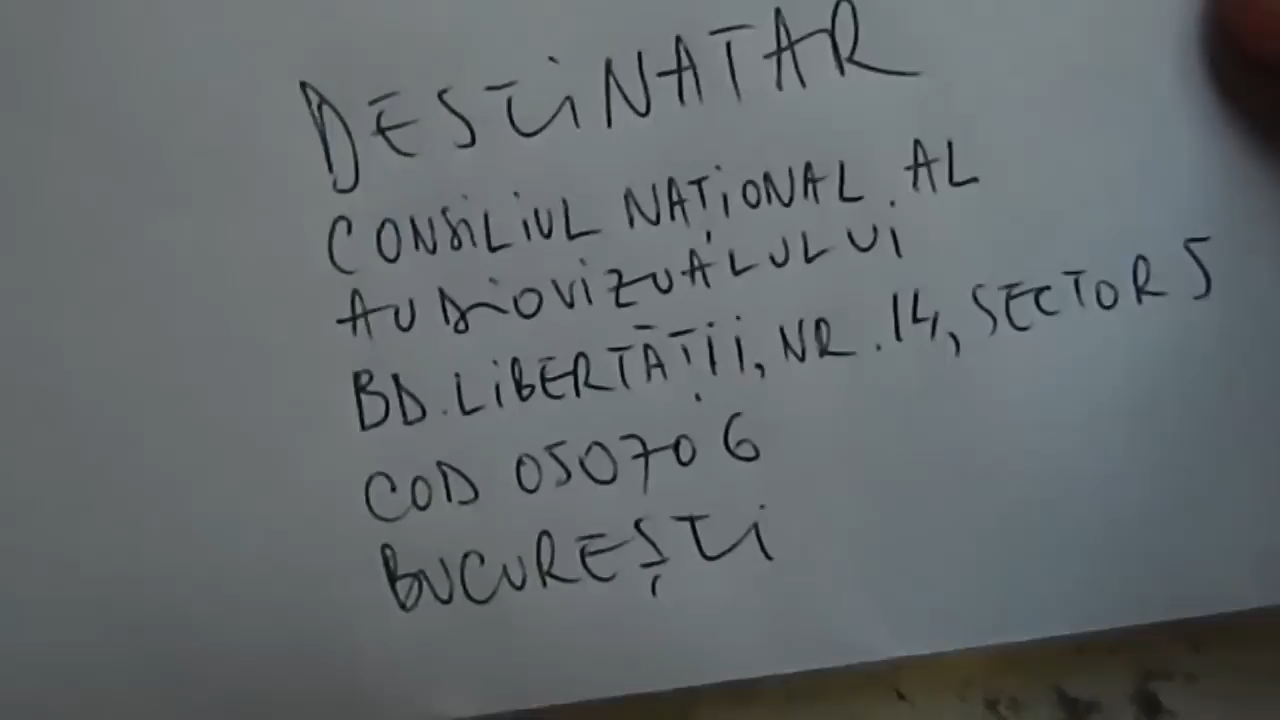 DESTINATAR
CONSILIUL NAȚIONAL AL
AUDIOVIZUALULUI
BD. LIBERTĂȚII, NR. 14, SECTOR 5
COD 050706
BUCUREȘTI